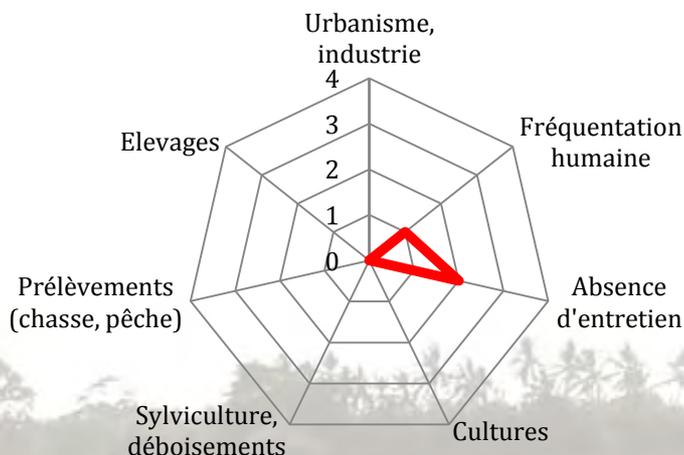 Urbanisme,
industrie
4
3
2
1
0
Fréquentation
humaine
Absence
d'entretien
Cultures
Sylviculture,
déboisements
Prélèvements
(chasse, pêche)
Elevages